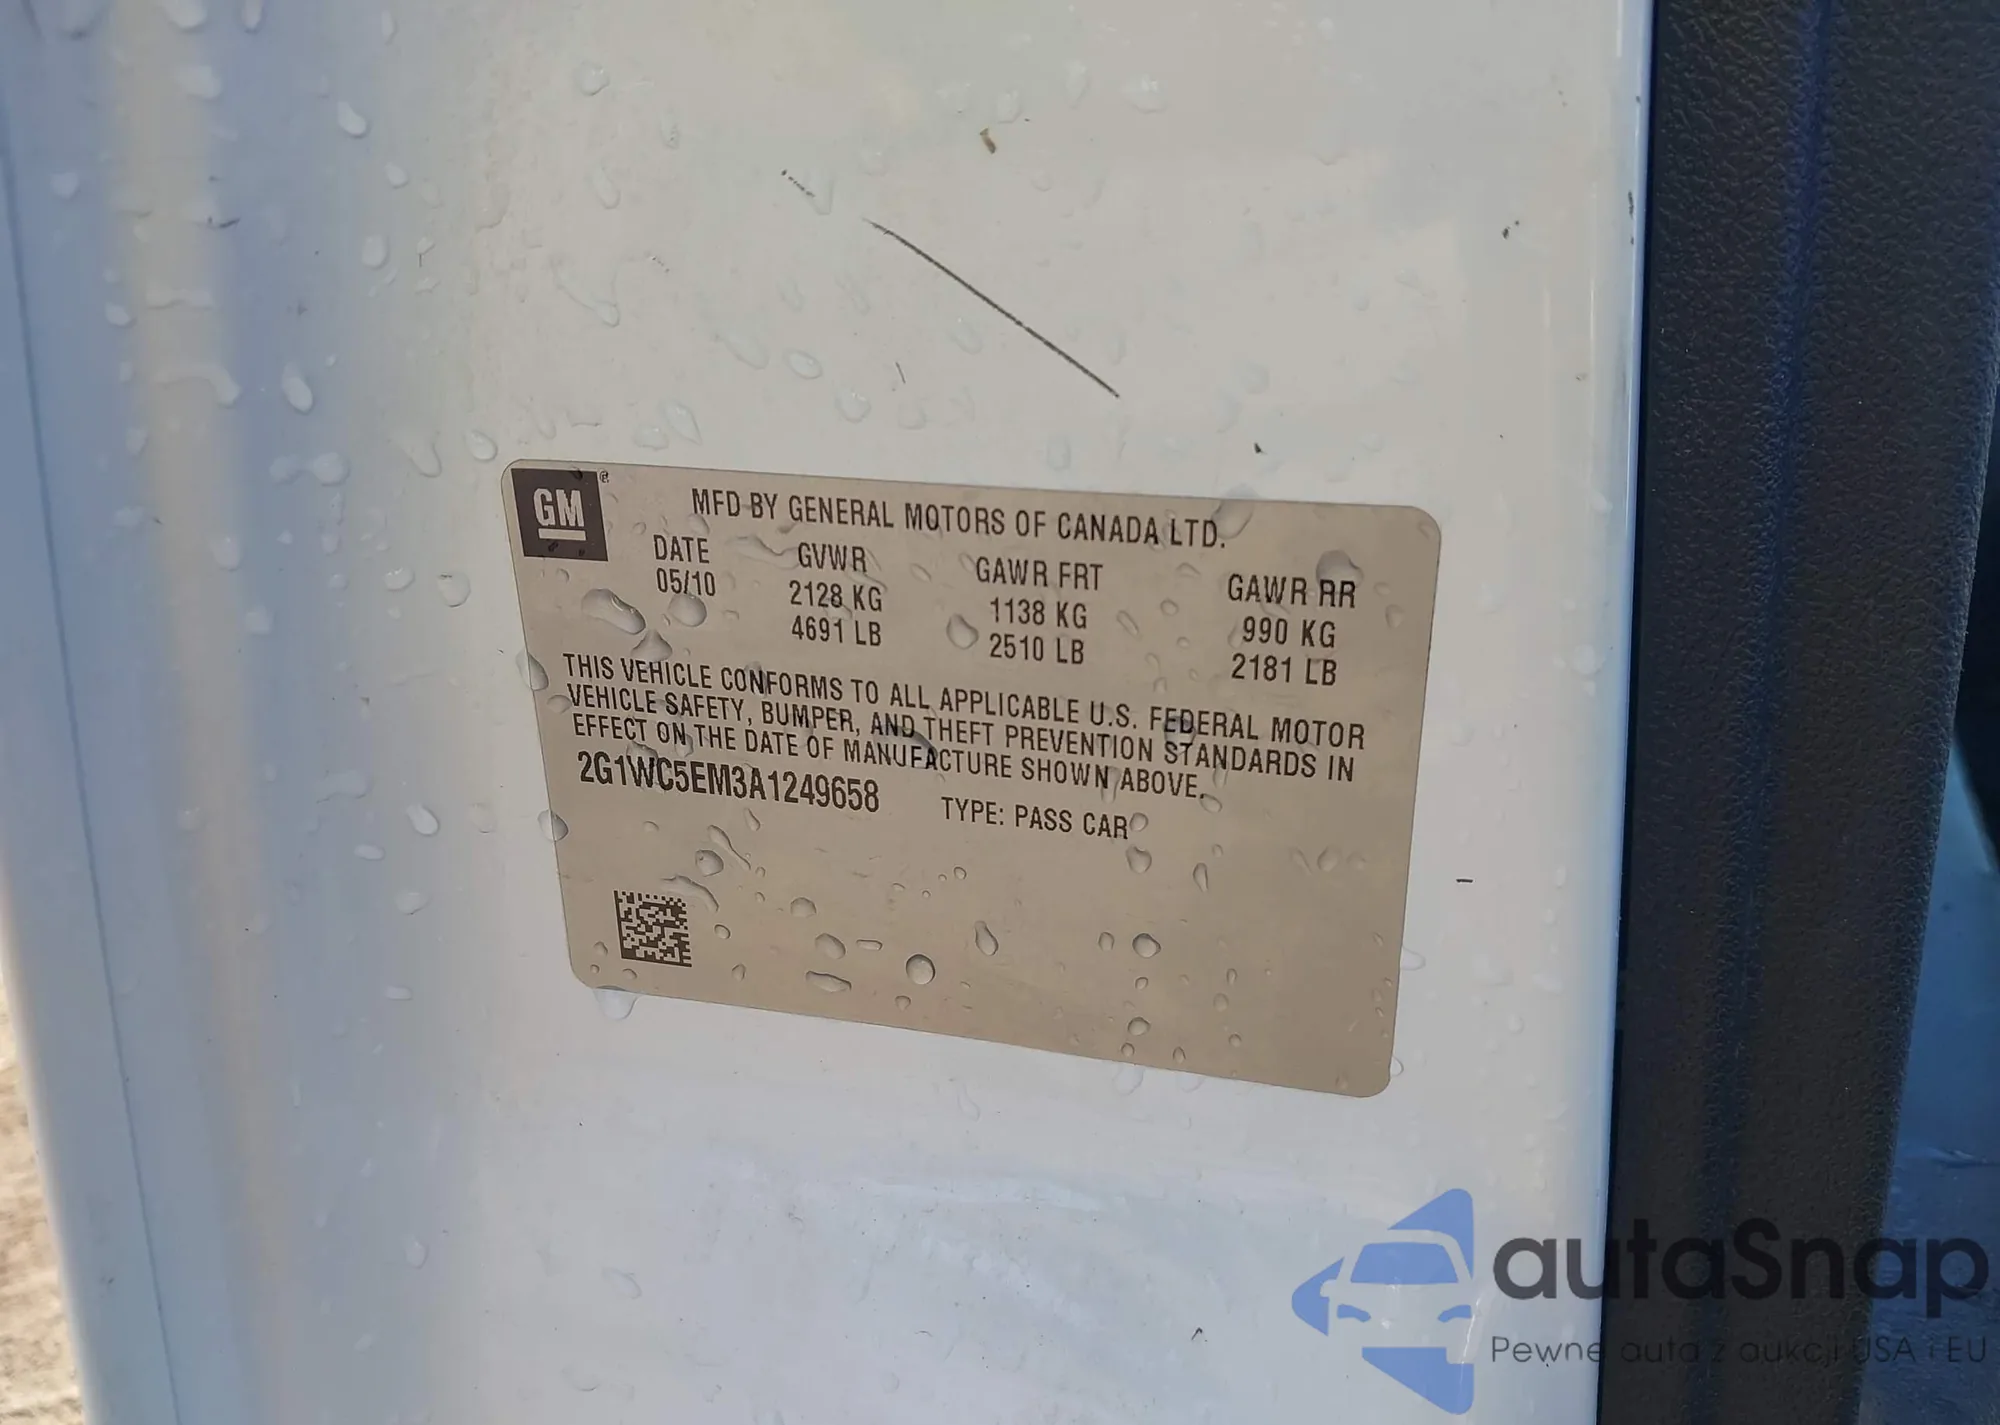 GM®
MFD BY GENERAL MOTORS OF CANADA LTD.
DATE GVWR GAWR FRT GAWR RR
05/10 2128 KG 1138 KG 990 KG
4691 LB 2510 LB 2181 LB
THIS VEHICLE CONFORMS TO ALL APPLICABLE U.S. FEDERAL MOTOR
VEHICLE SAFETY, BUMPER, AND THEFT PREVENTION STANDARDS IN
EFFECT ON THE DATE OF MANUFACTURE SHOWN ABOVE.
2G1WC5EM3A1249658 TYPE: PASS CAR
autaSnap
Pewne auta z aukcji USA i EU